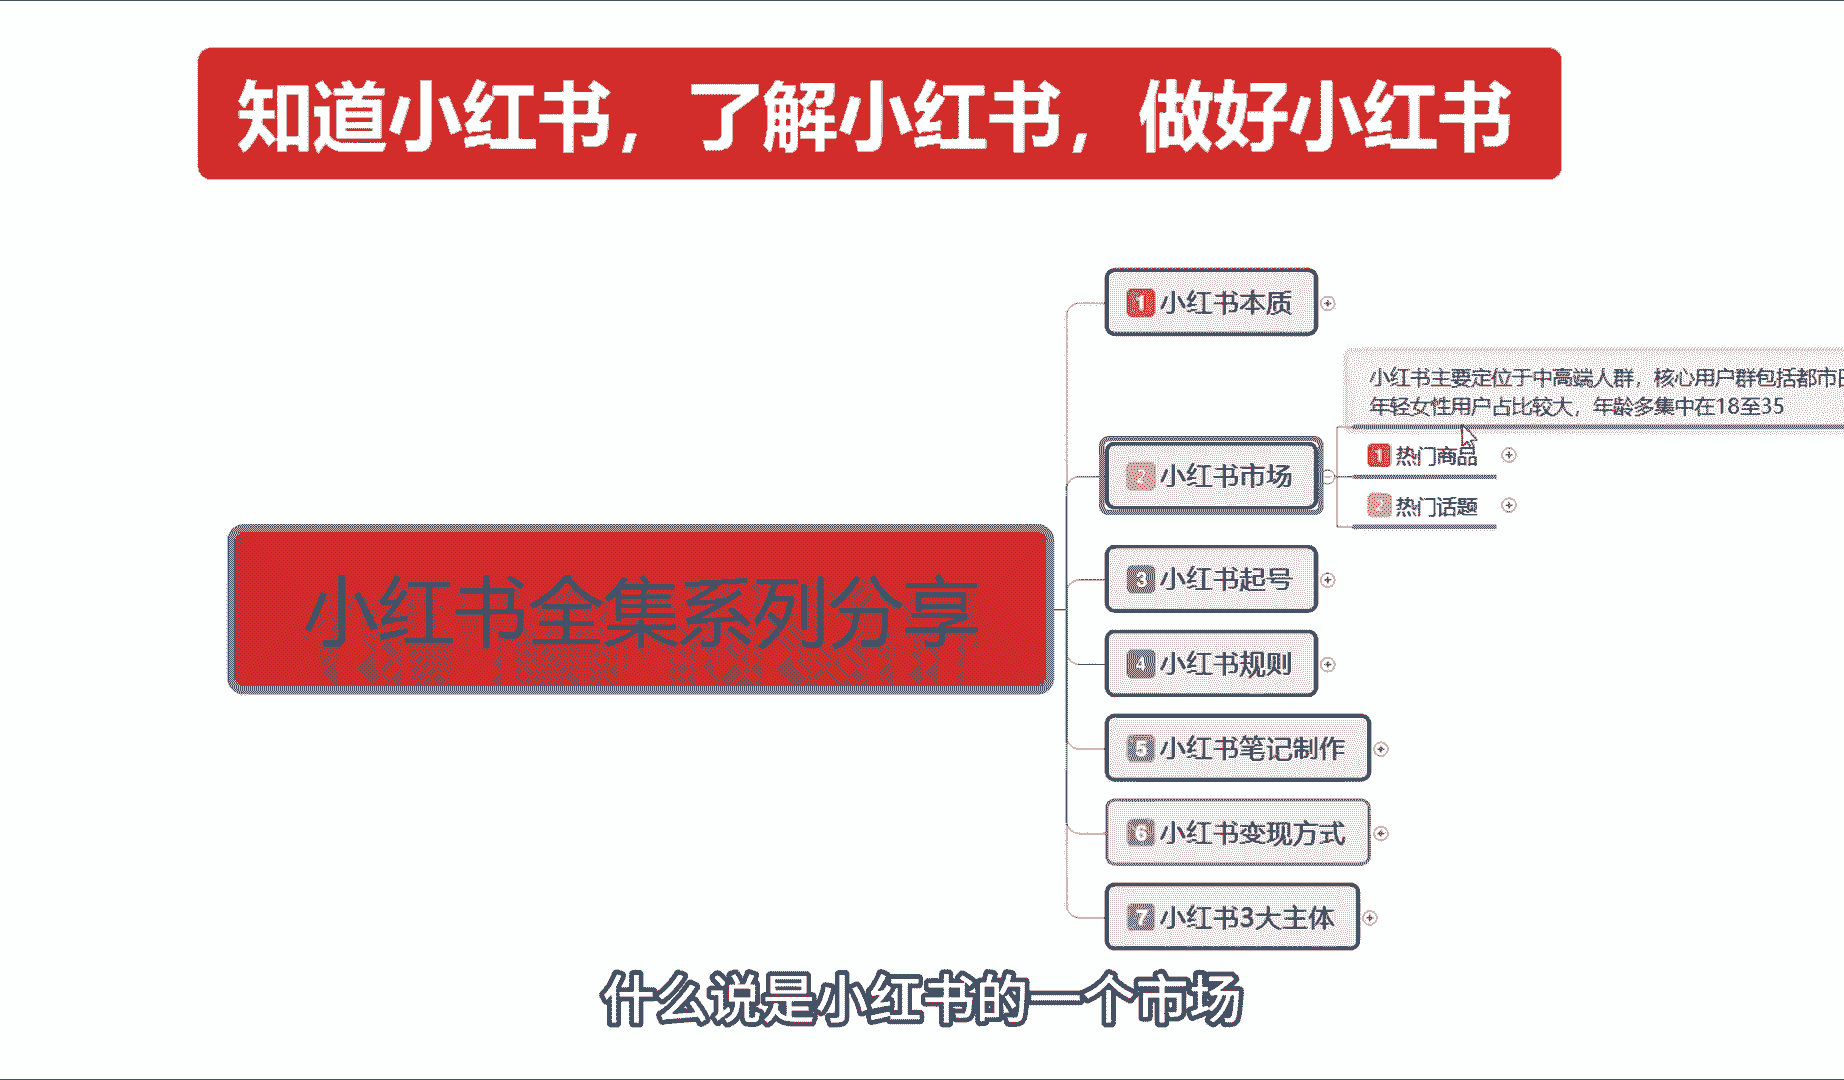 知道小红书，了解小红书，做好小红书
小红书全集系列分享
1 小红书本质
2 小红书市场
小红书主要定位于中高端人群，核心用户群包括都市
年轻女性用户占比较大，年龄多集中在18至35
1 热门商品
2 热门话题
3 小红书起号
4 小红书规则
5 小红书笔记制作
6 小红书变现方式
7 小红书3大主体
什么说是小红书的一个市场